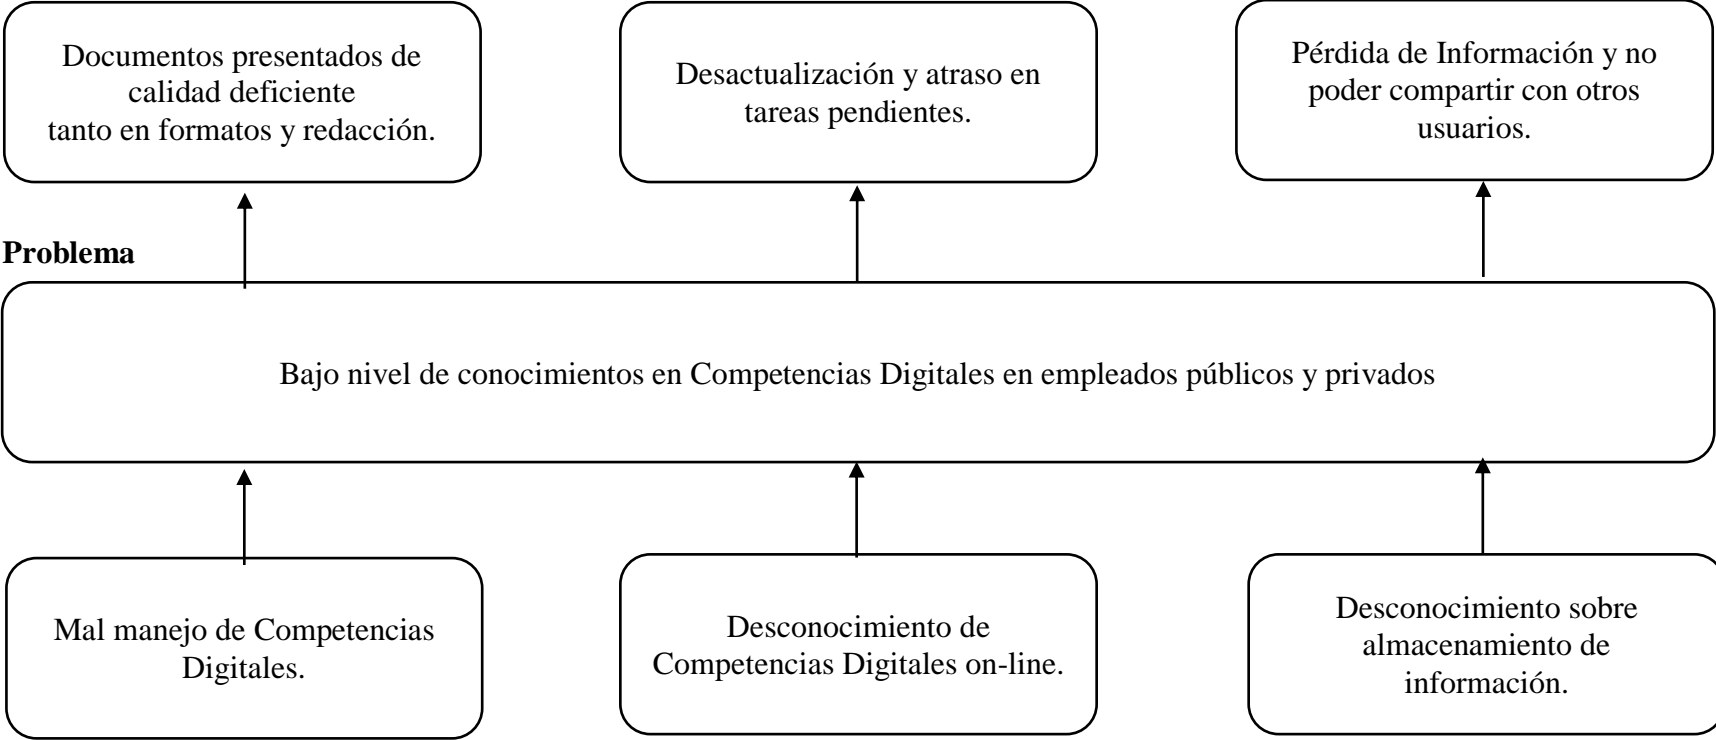 Documentos presentados de
calidad deficiente
tanto en formatos y redacción.
Desactualización y atraso en
tareas pendientes.
Pérdida de Información y no
poder compartir con otros
usuarios.
Problema
Bajo nivel de conocimientos en Competencias Digitales en empleados públicos y privados
Mal manejo de Competencias
Digitales.
Desconocimiento de
Competencias Digitales on-line.
Desconocimiento sobre
almacenamiento de
información.